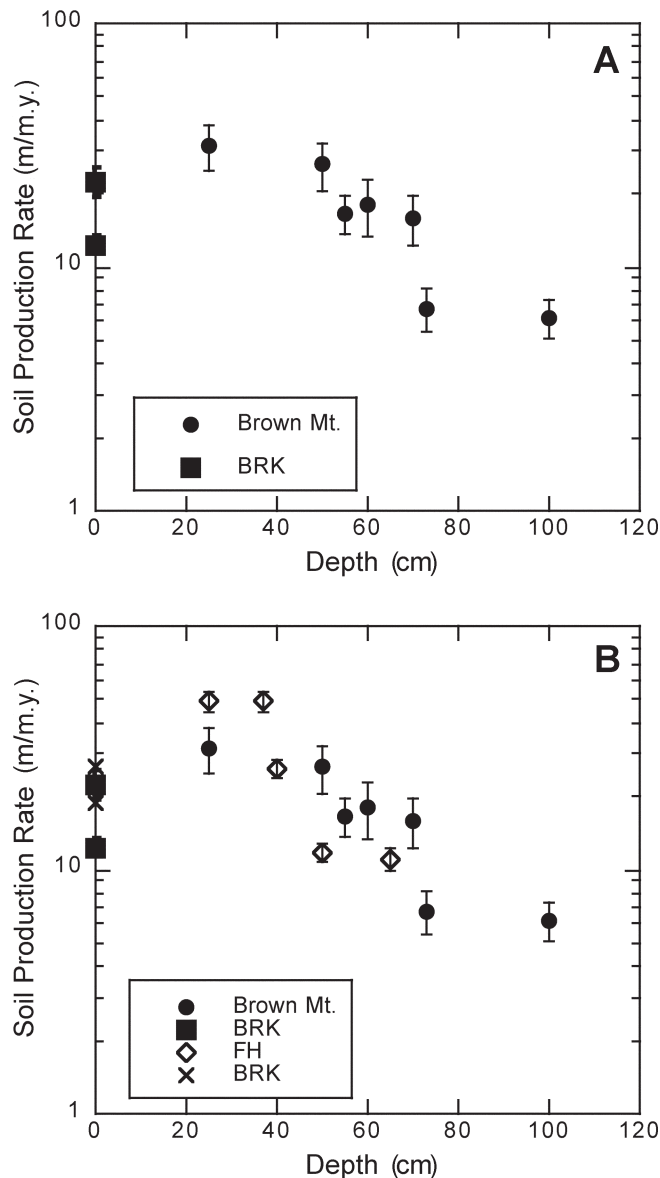 A
100
10
1
Soil Production Rate (m/m.y.)
Brown Mt.
BRK
0 20 40 60 80 100 120
Depth (cm)
B
100
10
1
Soil Production Rate (m/m.y.)
Brown Mt.
BRK
FH
BRK
0 20 40 60 80 100 120
Depth (cm)